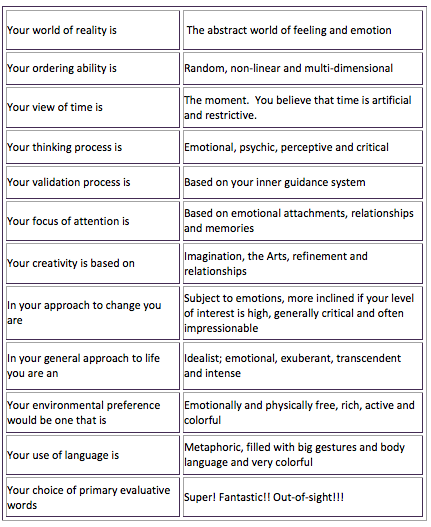 Your world of reality is
The abstract world of feeling and emotion
Your ordering ability is
Random, non-linear and multi-dimensional
Your view of time is
The moment.  You believe that time is artificial
and restrictive.
Your thinking process is
Emotional, psychic, perceptive and critical
Your validation process is
Based on your inner guidance system
Your focus of attention is
Based on emotional attachments, relationships
and memories
Your creativity is based on
Imagination, the Arts, refinement and
relationships
In your approach to change you
are
Subject to emotions, more inclined if your level
of interest is high, generally critical and often
impressionable
In your general approach to life
you are an
Idealist; emotional, exuberant, transcendent
and intense
Your environmental preference
would be one that is
Emotionally and physically free, rich, active and
colorful
Your use of language is
Metaphoric, filled with big gestures and body
language and very colorful
Your choice of primary evaluative
words
Super! Fantastic!! Out-of-sight!!!